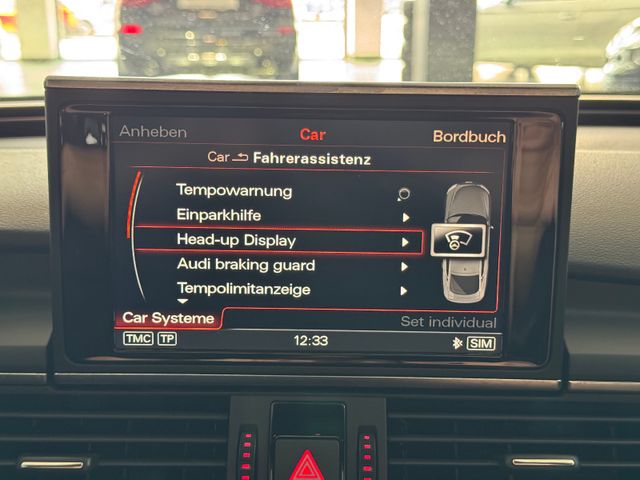 Anheben Car Bordbuch
Car Fahrerassistenz
Tempowarnung
Einparkhilfe
Head-up Display
Audi braking guard
Tempolimitanzeige
Car Systeme Set individual
TMC TP 12:33 SIM